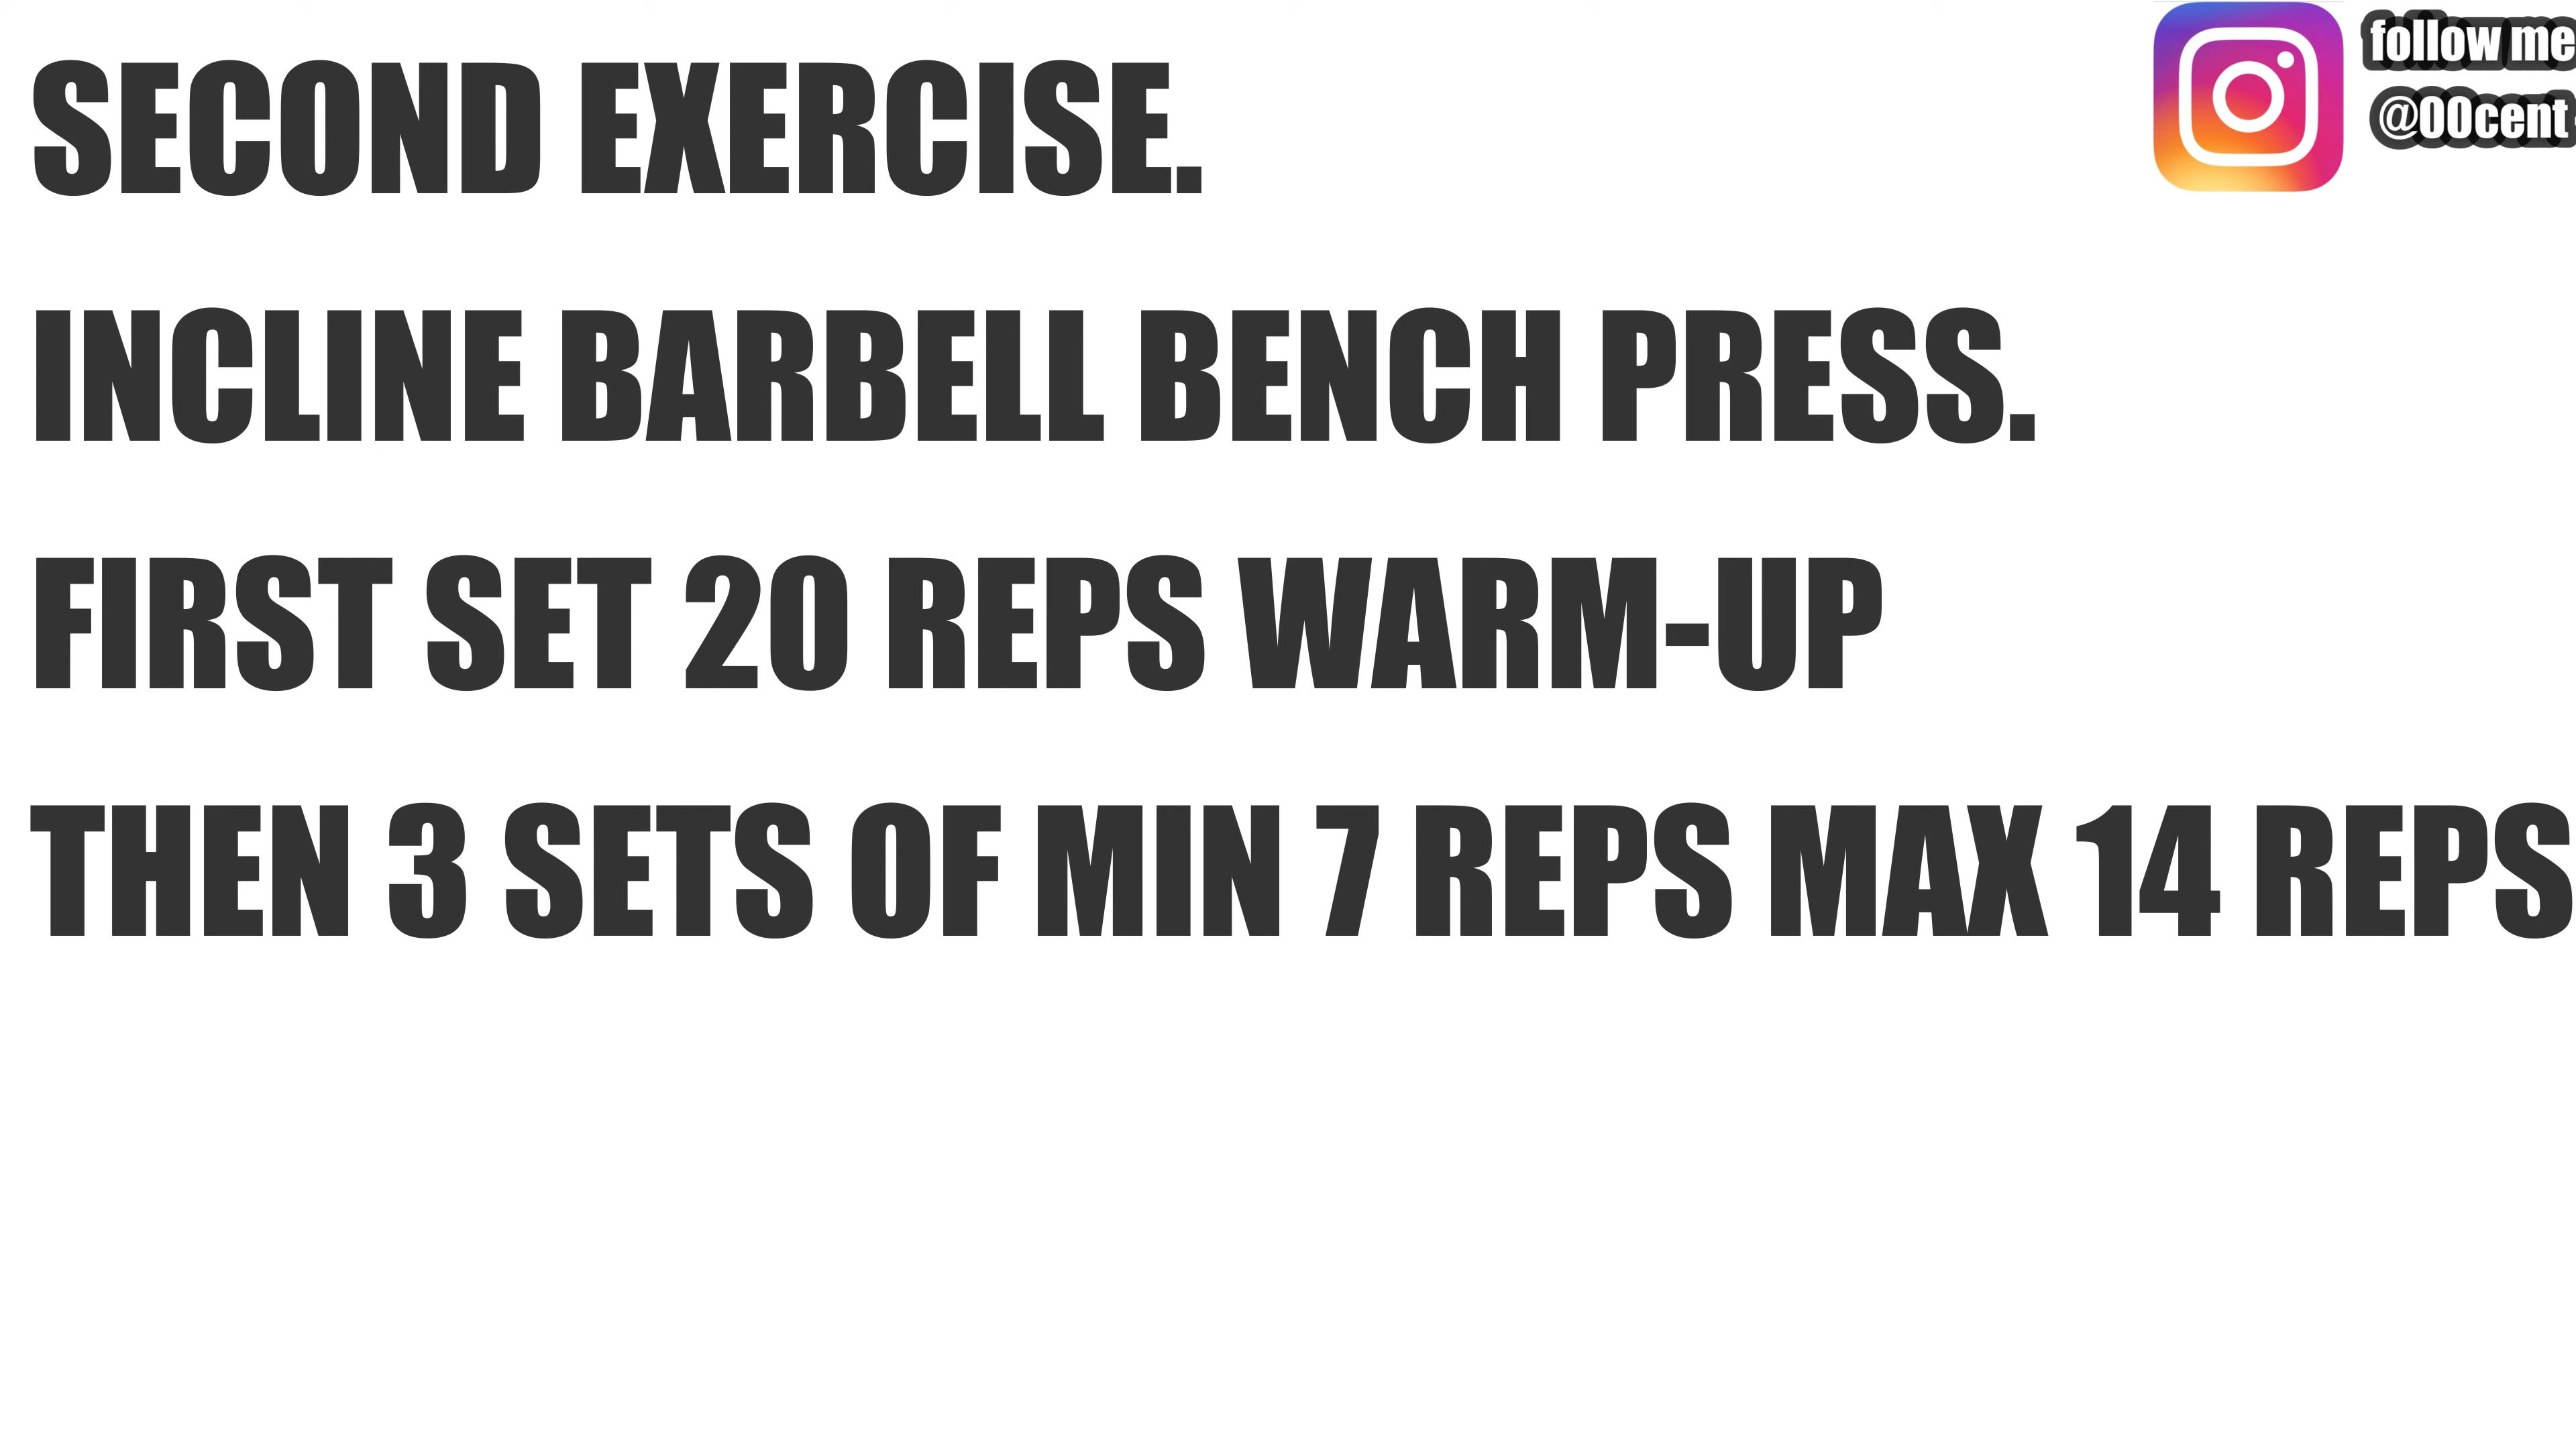 SECOND EXERCISE.
follow me
@00cent
INCLINE BARBELL BENCH PRESS.
FIRST SET 20 REPS WARM-UP
THEN 3 SETS OF MIN 7 REPS MAX 14 REPS